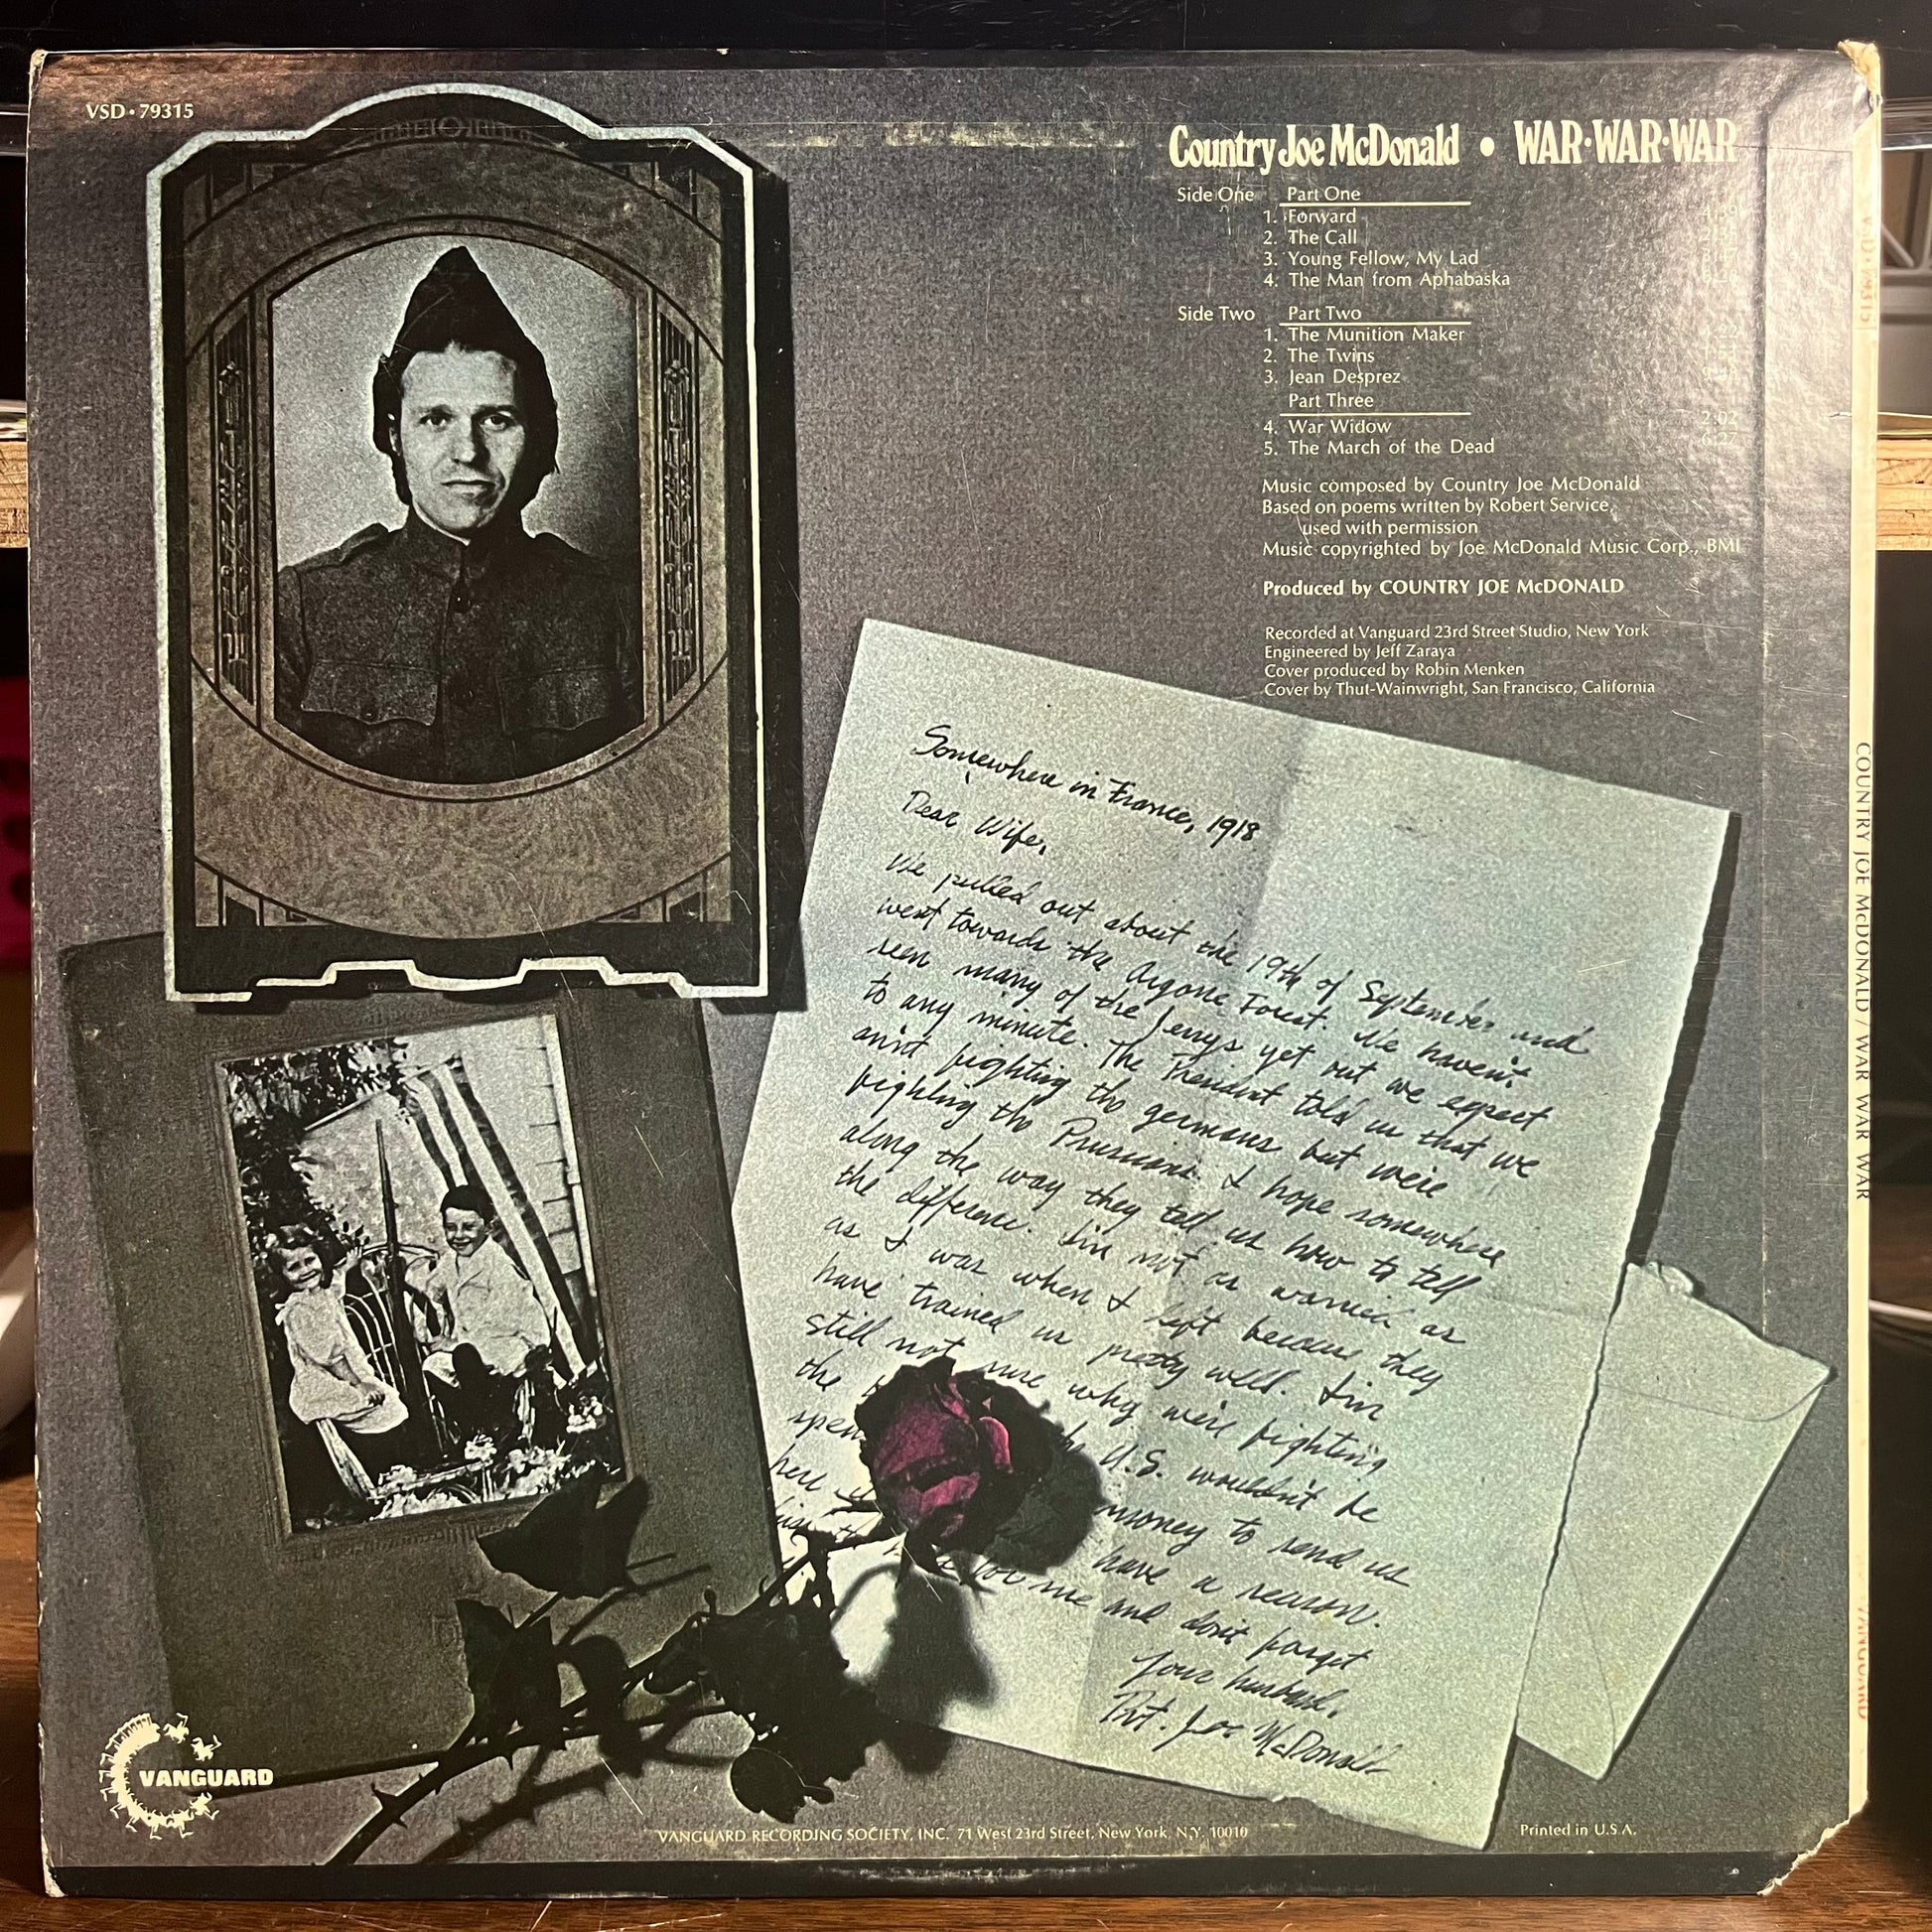 VSD • 79315
Country Joe McDonald • WAR·WAR·WAR
Side One Part One
1. Forward
2. The Call
3. Young Fellow, My Lad
4. The Man from Aphabaska
Side Two Part Two
1. The Munition Maker
2. The Twins
3. Jean Desprez
Part Three
4. War Widow 2:02
5. The March of the Dead 6:27
Music composed by Country Joe McDonald
Based on poems written by Robert Service,
used with permission
Music copyrighted by Joe McDonald Music Corp., BMI
Produced by COUNTRY JOE McDONALD
Recorded at Vanguard 23rd Street Studio, New York
Engineered by Jeff Zaraya
Cover produced by Robin Menken
Cover by Thut-Wainwright, San Francisco, California
Somewhere in France, 1918
Dear Wife,
We pulled out about the 19th of September and
went towards the Argone Forest. We haven't
seen many of the Jerrys yet but we expect
to any minute. The President told us that we
ain't fighting the germans but we're
fighting the Prussians. I hope somewhere
along the way they tell us how to tell
the difference. I'm not as worried as
as I was when I left because they
have trained us pretty well. I'm
still not sure why we're fighting
the U.S. wouldn't be
money to send us
here have a reason.
for me and don't forget
Your husband,
Pvt. Joe McDonald
VANGUARD
VANGUARD RECORDING SOCIETY, INC. 71 West 23rd Street, New York, N.Y. 10010
Printed in U.S.A.
VSD • 79315
COUNTRY JOE McDONALD / WAR WAR WAR
VANGUARD